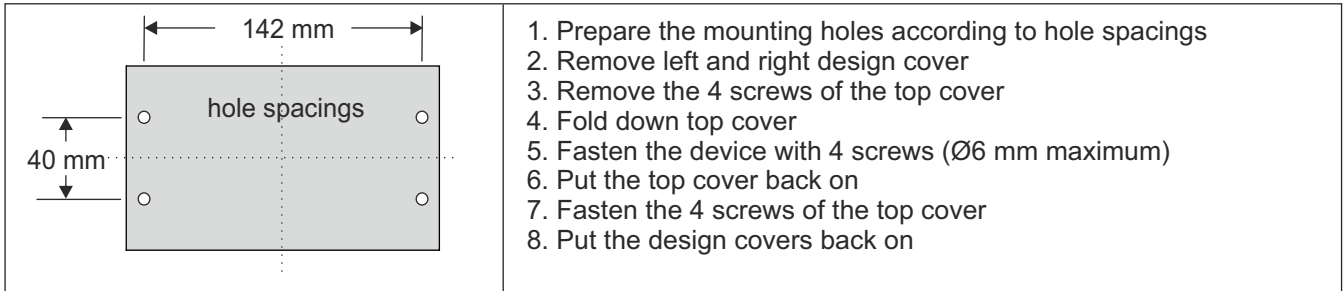 142 mm
hole spacings
40 mm
1. Prepare the mounting holes according to hole spacings
2. Remove left and right design cover
3. Remove the 4 screws of the top cover
4. Fold down top cover
5. Fasten the device with 4 screws (Ø6 mm maximum)
6. Put the top cover back on
7. Fasten the 4 screws of the top cover
8. Put the design covers back on